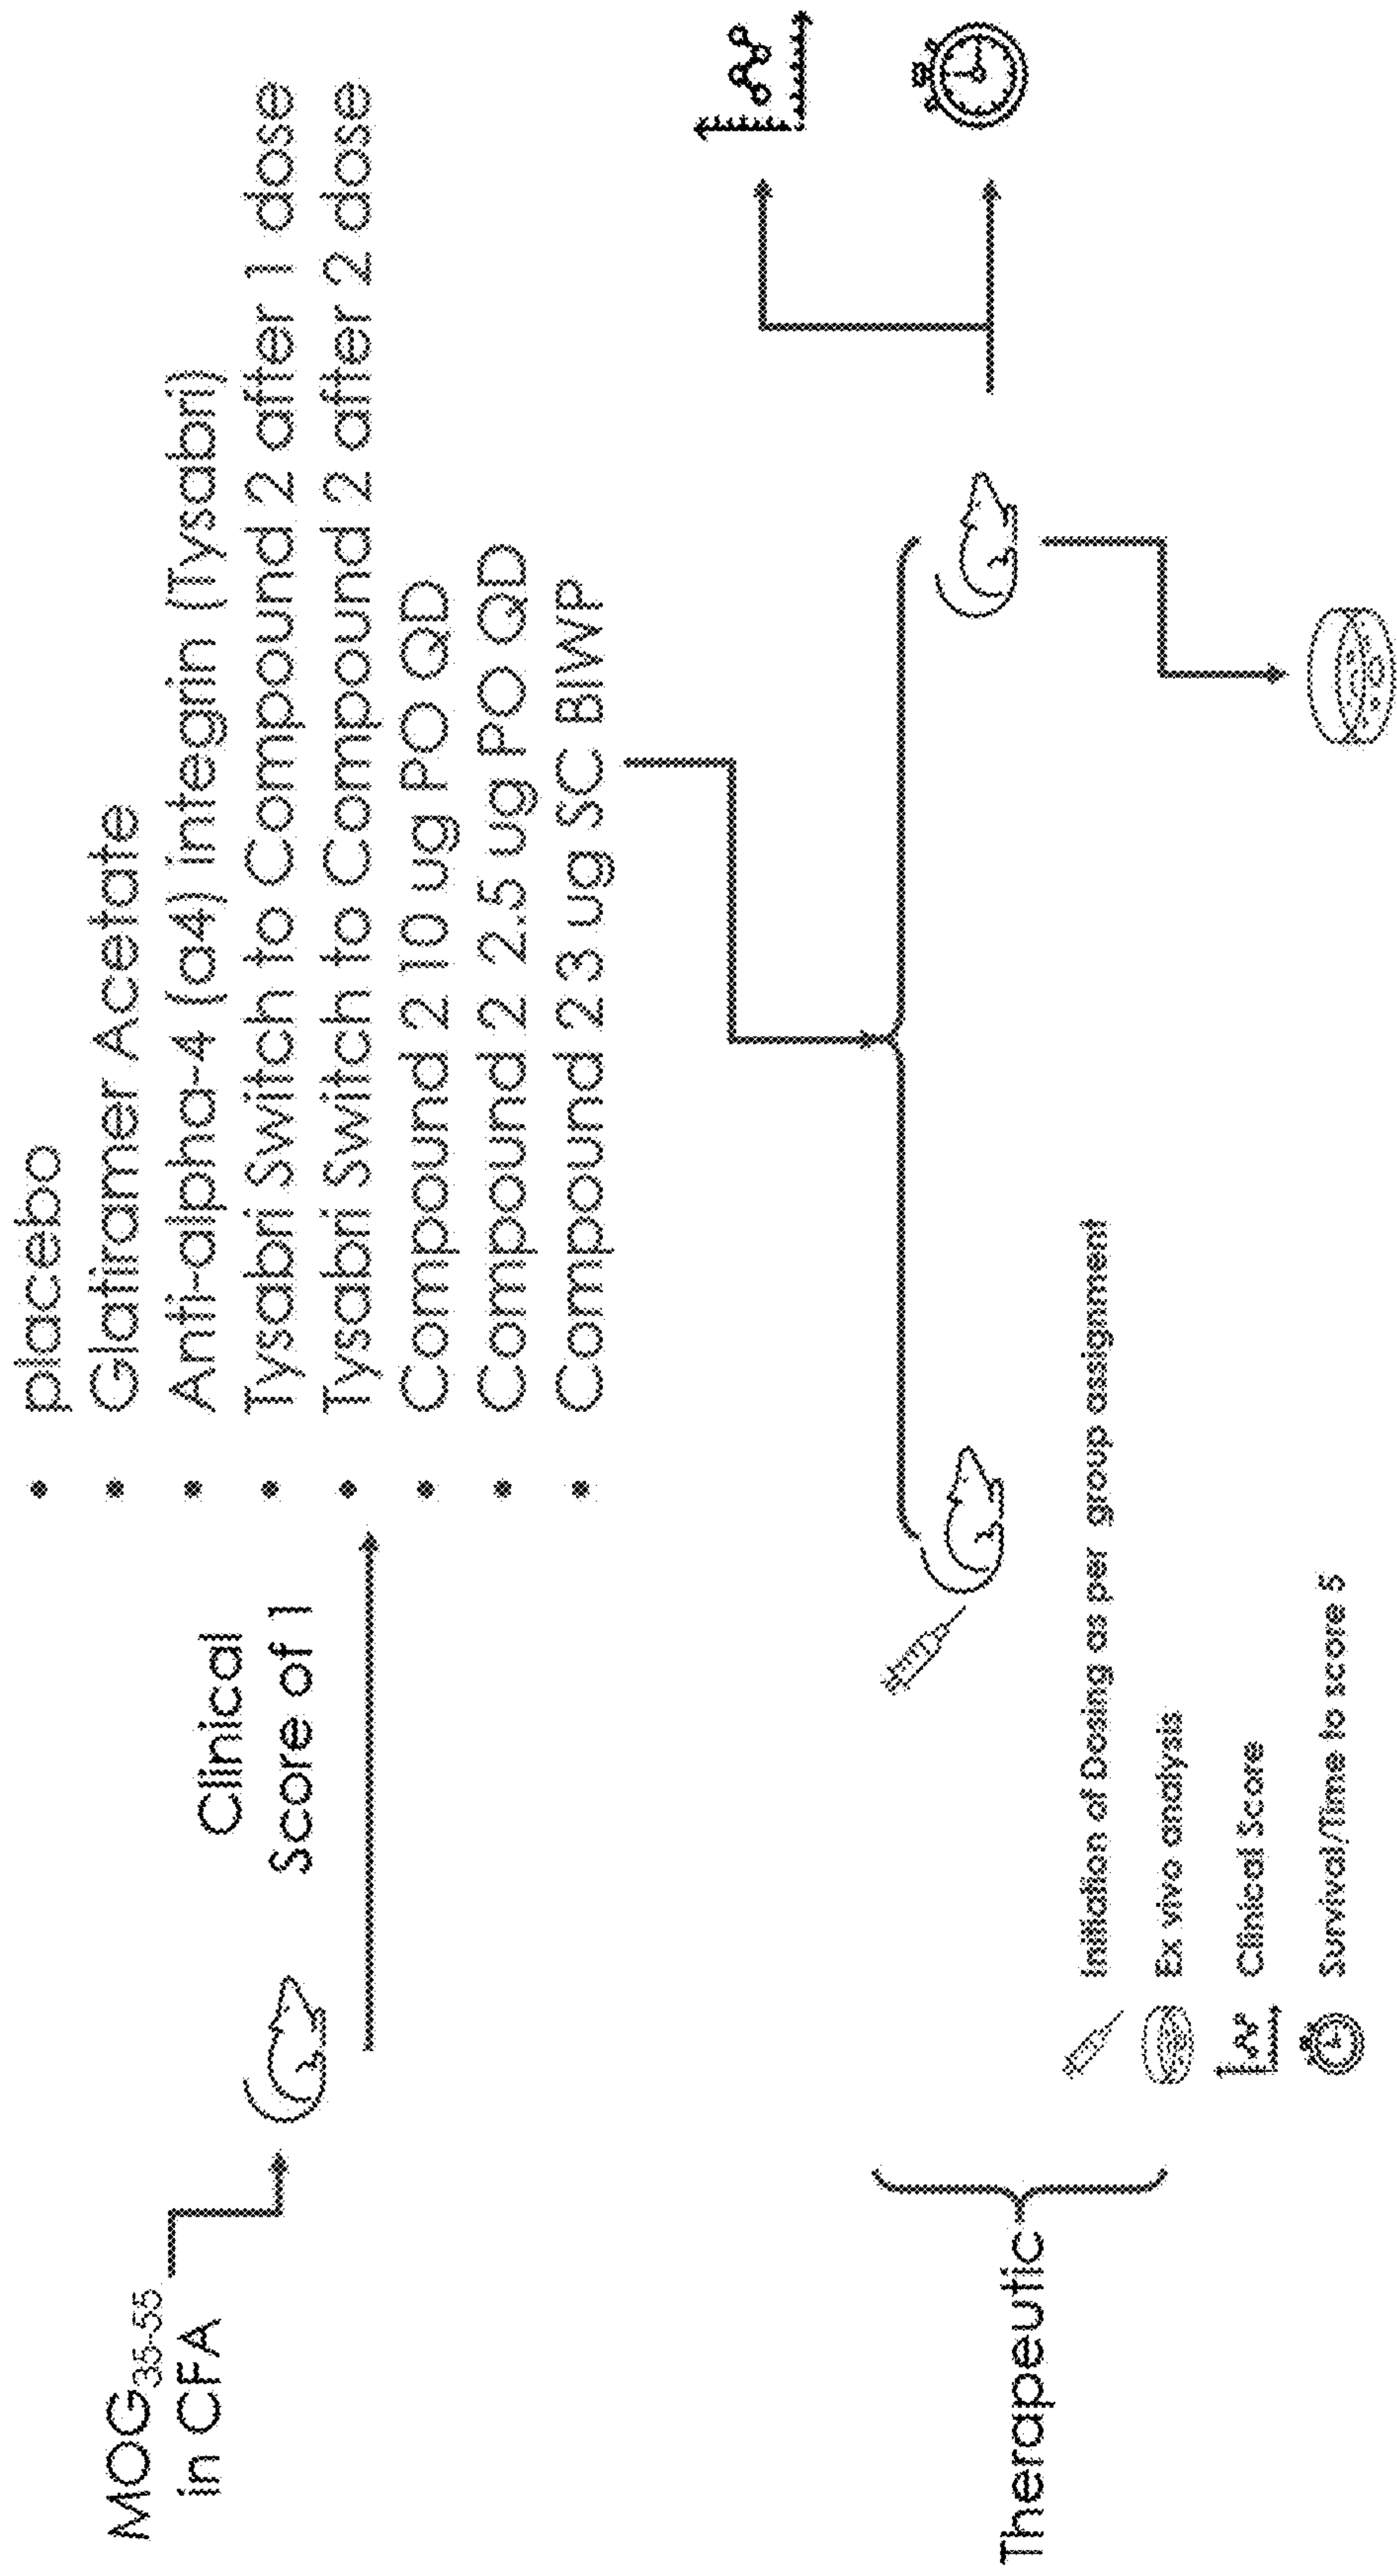 MOG35-55
in CFA
Clinical
Score of 1
• placebo
• Glatiramer Acetate
• Anti-alpha-4 (a4) integrin (Tysabri)
• Tysabri Switch to Compound 2 after 1 dose
• Tysabri Switch to Compound 2 after 2 dose
• Compound 2 10 ug PO QD
• Compound 2 2.5 ug PO QD
• Compound 2 3 ug SC BIWP
Therapeutic
Initiation of Dosing as per group assignment
Ex vivo analysis
Clinical Score
Survival/Time to score 5